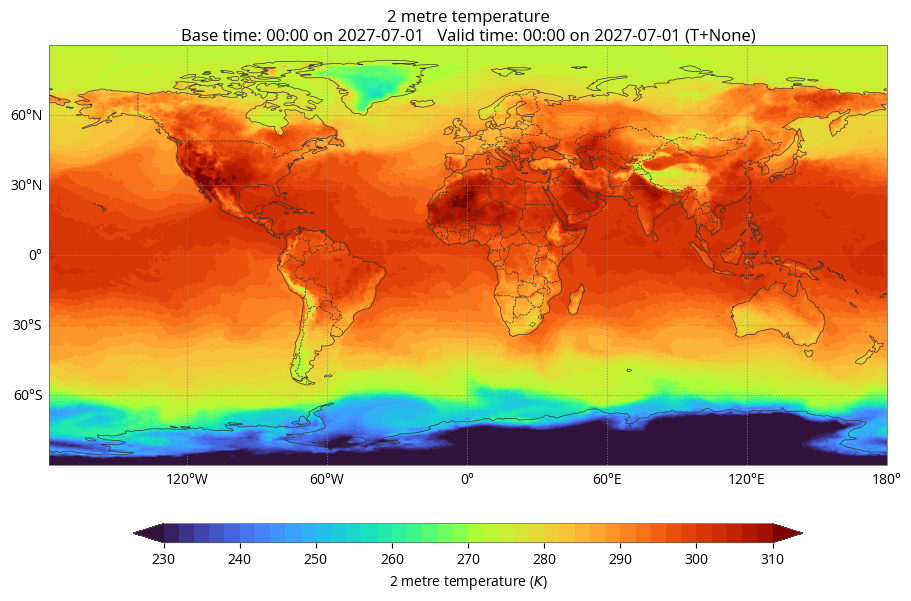 2 metre temperature
Base time: 00:00 on 2027-07-01   Valid time: 00:00 on 2027-07-01 (T+None)
60°N
30°N
0°
30°S
60°S
120°W 60°W 0° 60°E 120°E 180°
230 240 250 260 270 280 290 300 310
2 metre temperature (K)